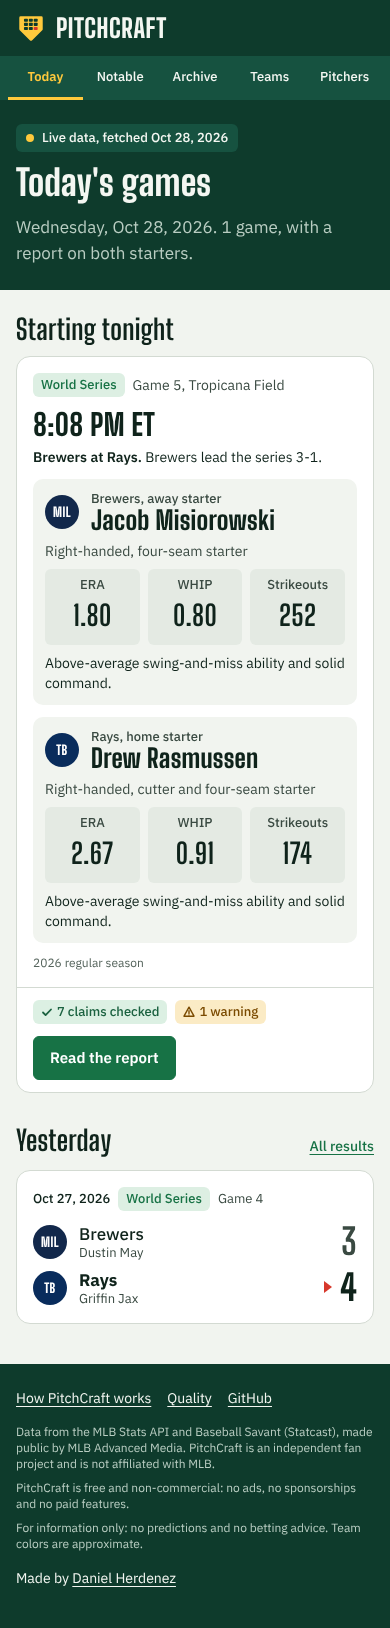 PITCHCRAFT
Today
Notable
Archive
Teams
Pitchers
Live data, fetched Oct 28, 2026
Today's games
Wednesday, Oct 28, 2026. 1 game, with a
report on both starters.
Starting tonight
World Series
Game 5, Tropicana Field
8:08 PM ET
Brewers at Rays. Brewers lead the series 3-1.
MIL
Brewers, away starter
Jacob Misiorowski
Right-handed, four-seam starter
ERA
1.80
WHIP
0.80
Strikeouts
252
Above-average swing-and-miss ability and solid
command.
TB
Rays, home starter
Drew Rasmussen
Right-handed, cutter and four-seam starter
ERA
2.67
WHIP
0.91
Strikeouts
174
Above-average swing-and-miss ability and solid
command.
2026 regular season
7 claims checked
1 warning
Read the report
Yesterday
All results
Oct 27, 2026
World Series
Game 4
MIL
Brewers
Dustin May
3
TB
Rays
Griffin Jax
4
How PitchCraft works
Quality
GitHub
Data from the MLB Stats API and Baseball Savant (Statcast), made
public by MLB Advanced Media. PitchCraft is an independent fan
project and is not affiliated with MLB.
PitchCraft is free and non-commercial: no ads, no sponsorships
and no paid features.
For information only: no predictions and no betting advice. Team
colors are approximate.
Made by Daniel Herdenez